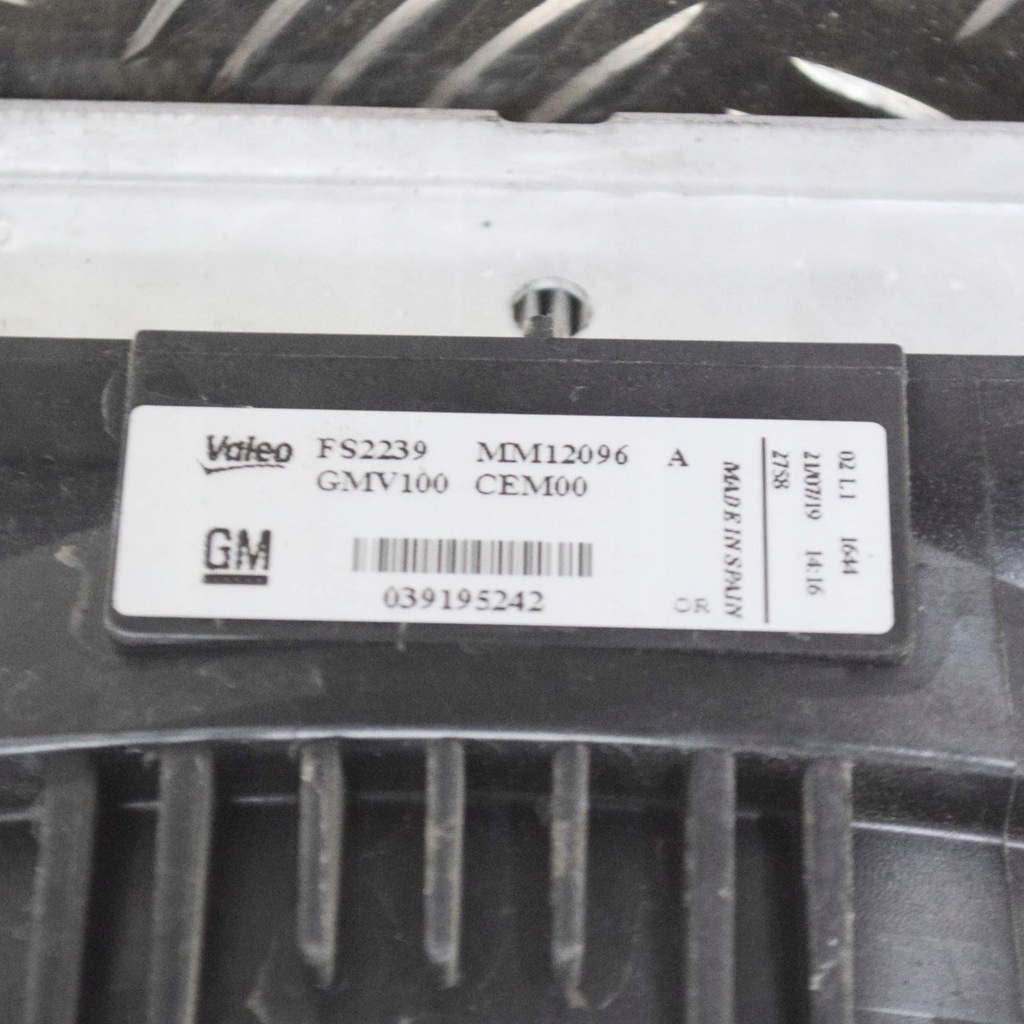 Valeo FS2239 MM12096 A
GMV100 CEM00
GM
039195242
OR
MADE IN SPAIN
02 L1 1644
21/07/19 14:16
2758